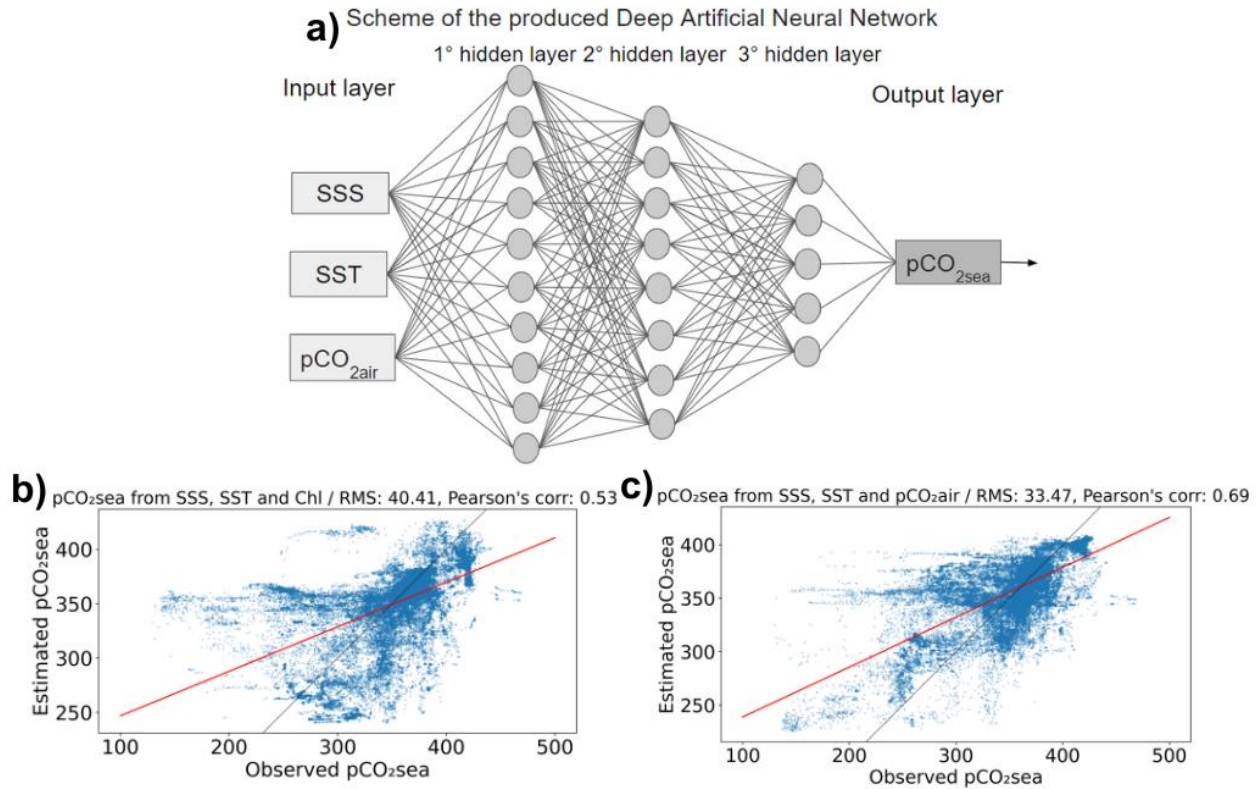 a) Scheme of the produced Deep Artificial Neural Network
1° hidden layer 2° hidden layer 3° hidden layer
Input layer
Output layer
SSS
SST
pCO₂air
pCO₂sea
b) pCO₂sea from SSS, SST and Chl / RMS: 40.41, Pearson's corr: 0.53
Estimated pCO₂sea
400
350
300
250
100 200 300 400 500
Observed pCO₂sea
c) pCO₂sea from SSS, SST and pCO₂air / RMS: 33.47, Pearson's corr: 0.69
Estimated pCO₂sea
400
350
300
250
100 200 300 400 500
Observed pCO₂sea